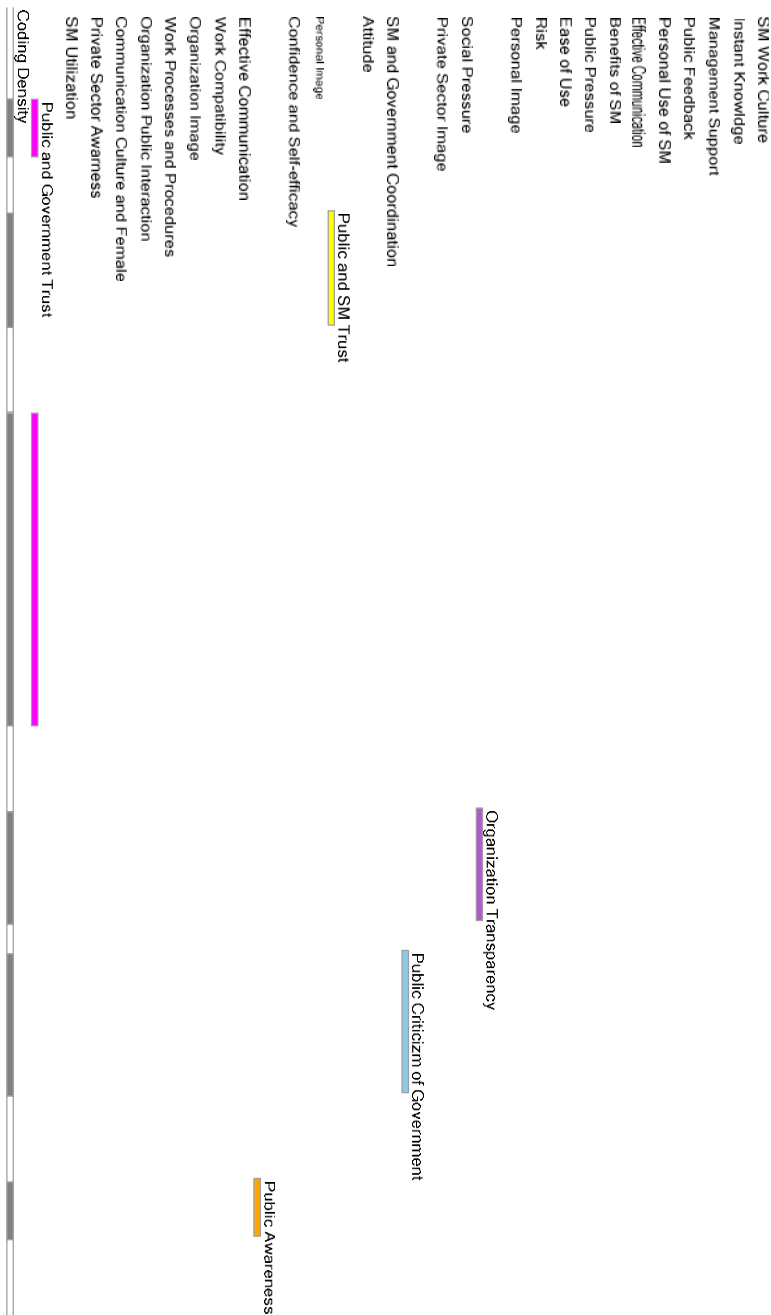 SM Work Culture
Instant Knowldge
Management Support
Public Feedback
Personal Use of SM
Effective Communication
Benefits of SM
Public Pressure
Ease of Use
Risk
Personal Image
Organization Transparency
Social Pressure
Private Sector Image
Public Criticizm of Government
SM and Government Coordination
Attitude
Public and SM Trust
Personal Image
Confidence and Self-efficacy
Public Awareness
Effective Communication
Work Compatibility
Organization Image
Work Processes and Procedures
Organization Public Interaction
Communication Culture and Female
Private Sector Awarness
SM Utilization
Public and Government Trust
Coding Density